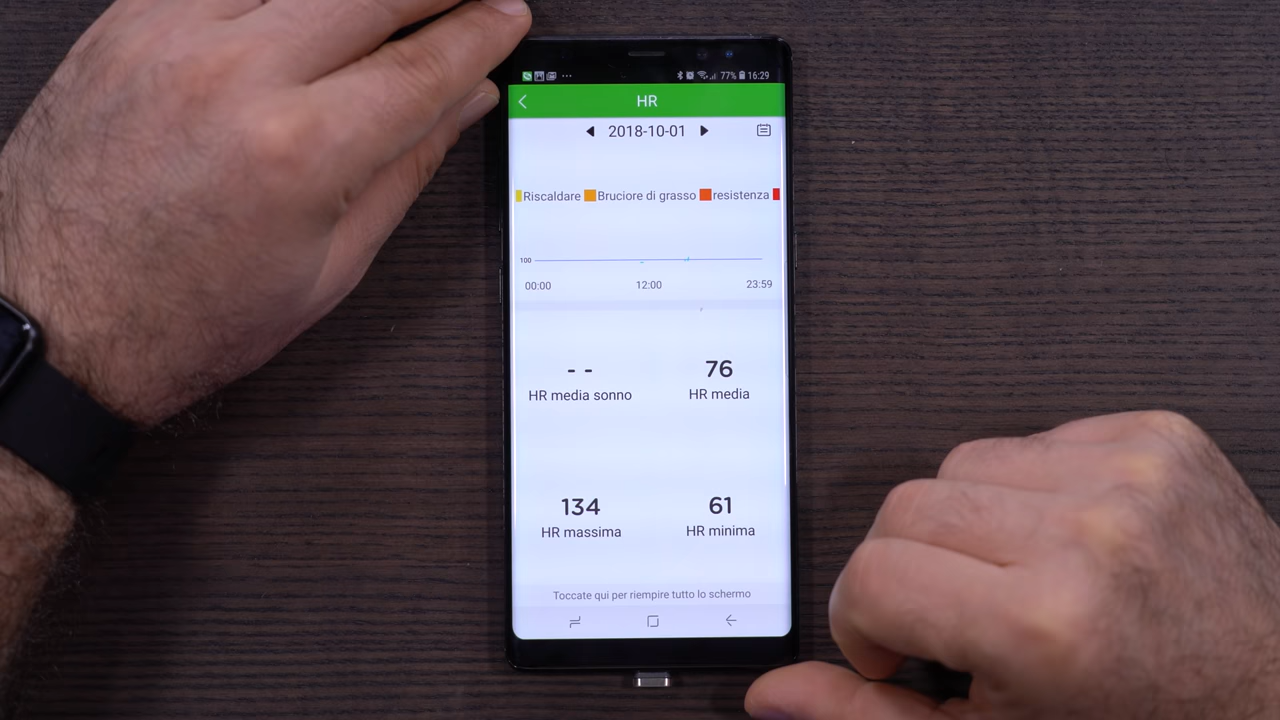 77% 16:29
HR
2018-10-01
Riscaldare Bruciore di grasso resistenza
100
00:00 12:00 23:59
- - 76
HR media sonno HR media
134 61
HR massima HR minima
Toccate qui per riempire tutto lo schermo